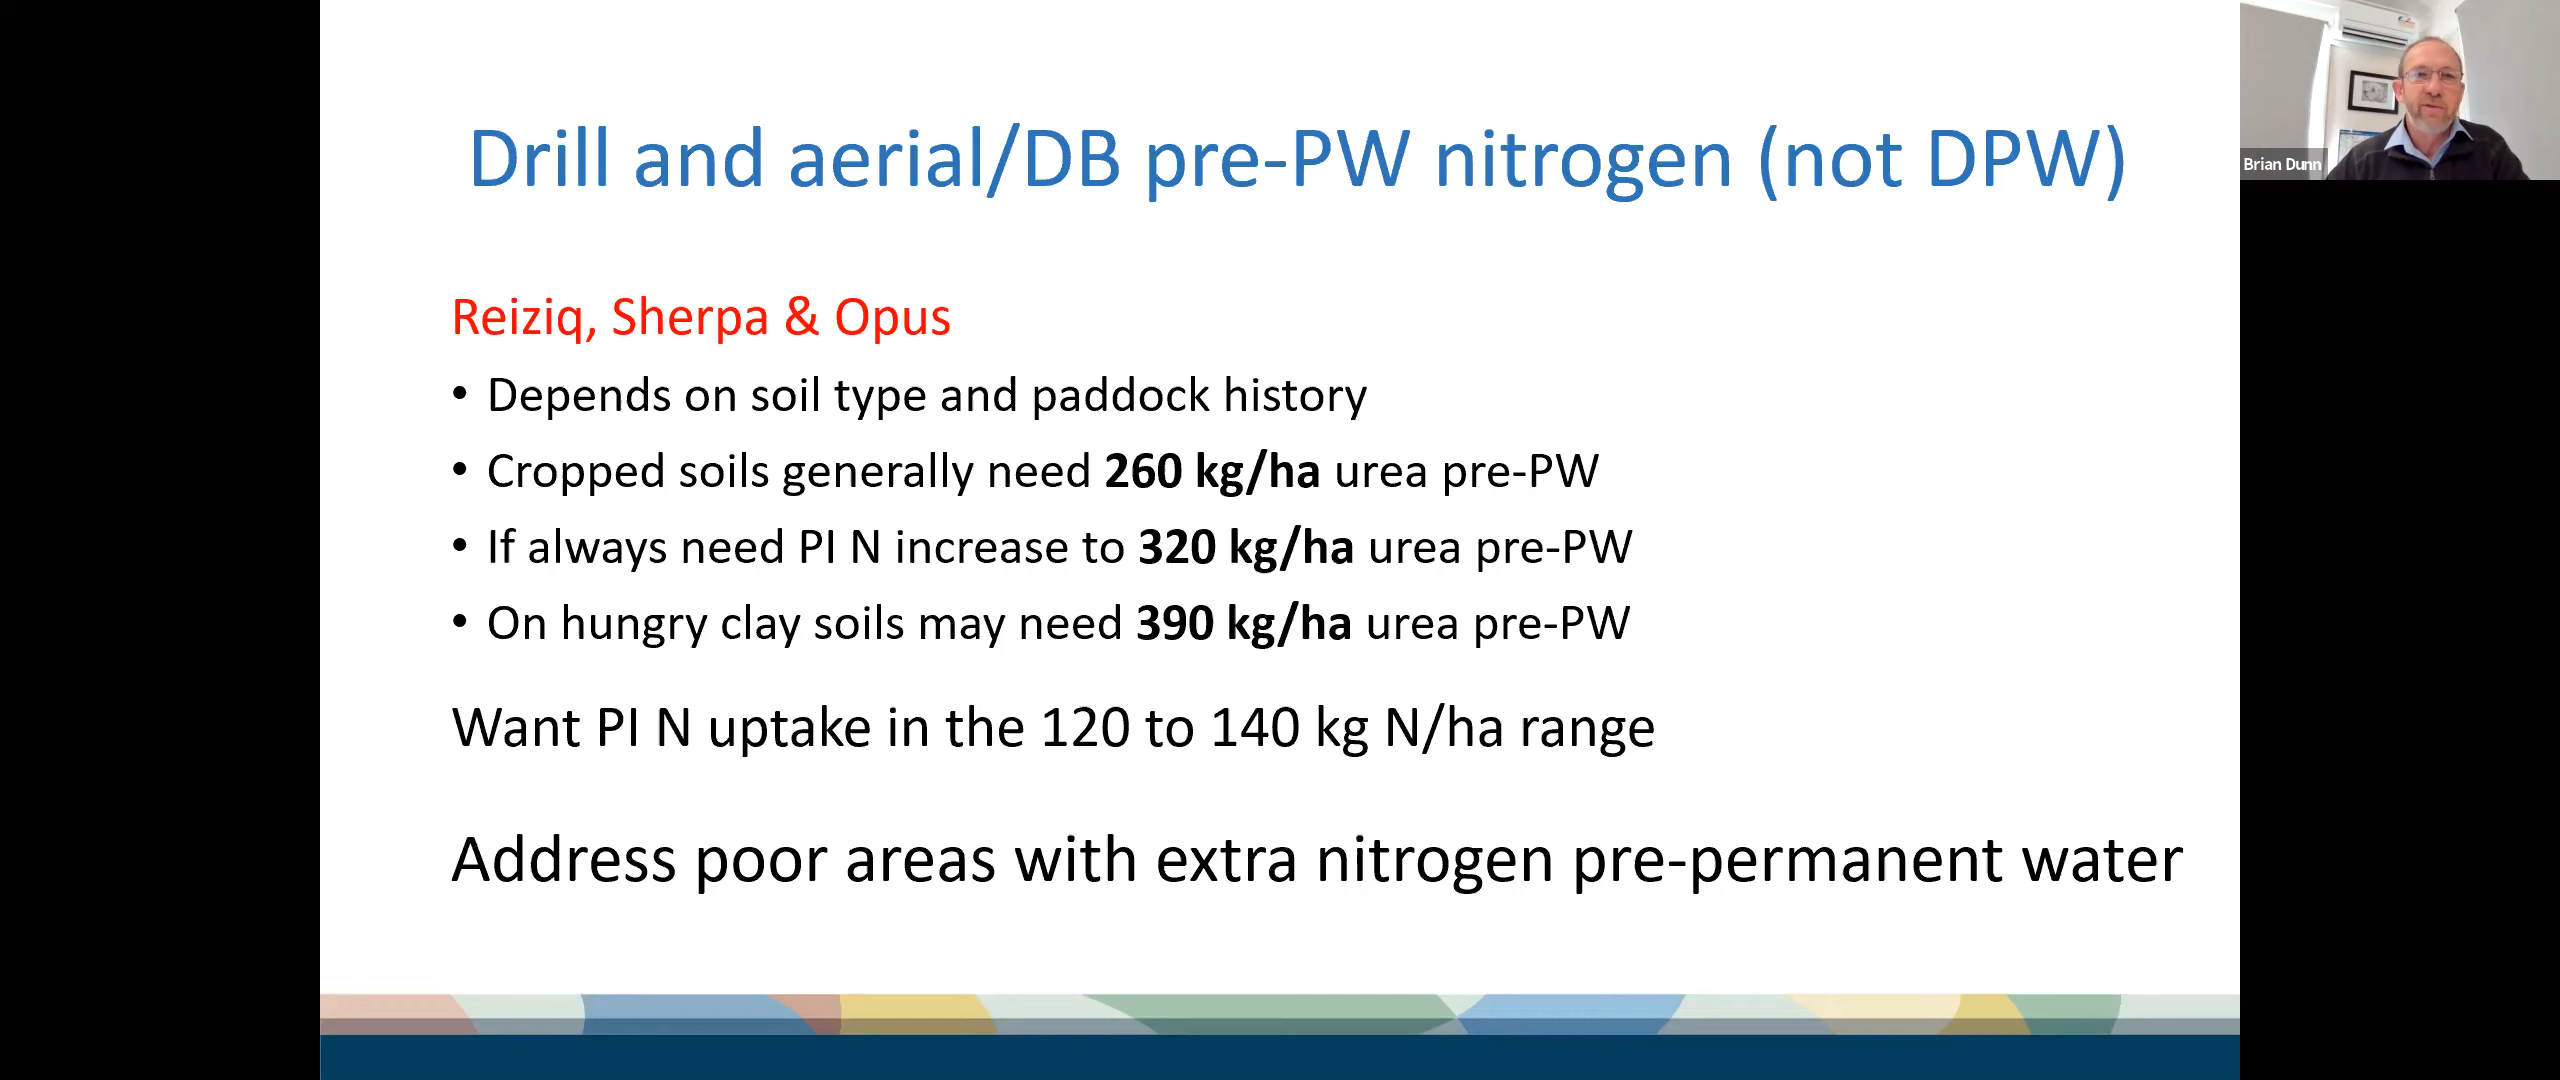 Drill and aerial/DB pre-PW nitrogen (not DPW)
Brian Dunn
Reiziq, Sherpa & Opus
• Depends on soil type and paddock history
• Cropped soils generally need 260 kg/ha urea pre-PW
• If always need PI N increase to 320 kg/ha urea pre-PW
• On hungry clay soils may need 390 kg/ha urea pre-PW
Want PI N uptake in the 120 to 140 kg N/ha range
Address poor areas with extra nitrogen pre-permanent water